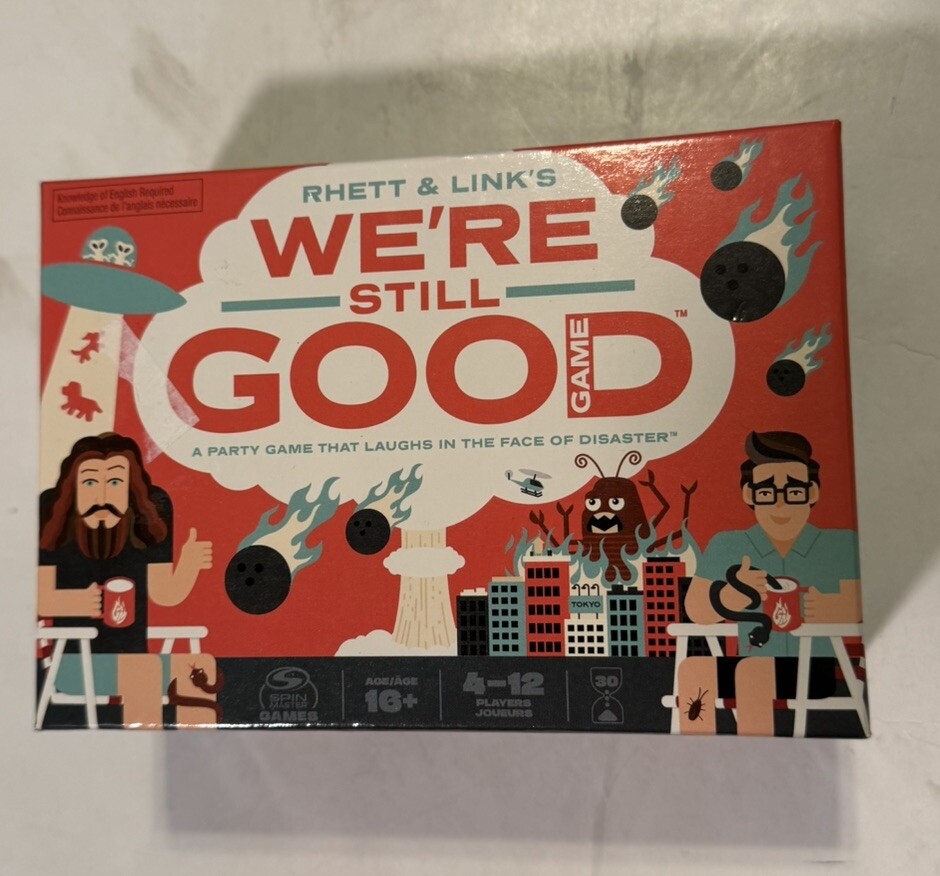 Knowledge of English Required
Connaissance de l'anglais nécessaire
RHETT & LINK'S
WE'RE
STILL
GOOD
GAME
™
A PARTY GAME THAT LAUGHS IN THE FACE OF DISASTER™
TOKYO
SPIN
MASTER
GAMES
AGE/ÂGE
16+
4–12
PLAYERS
JOUEURS
30